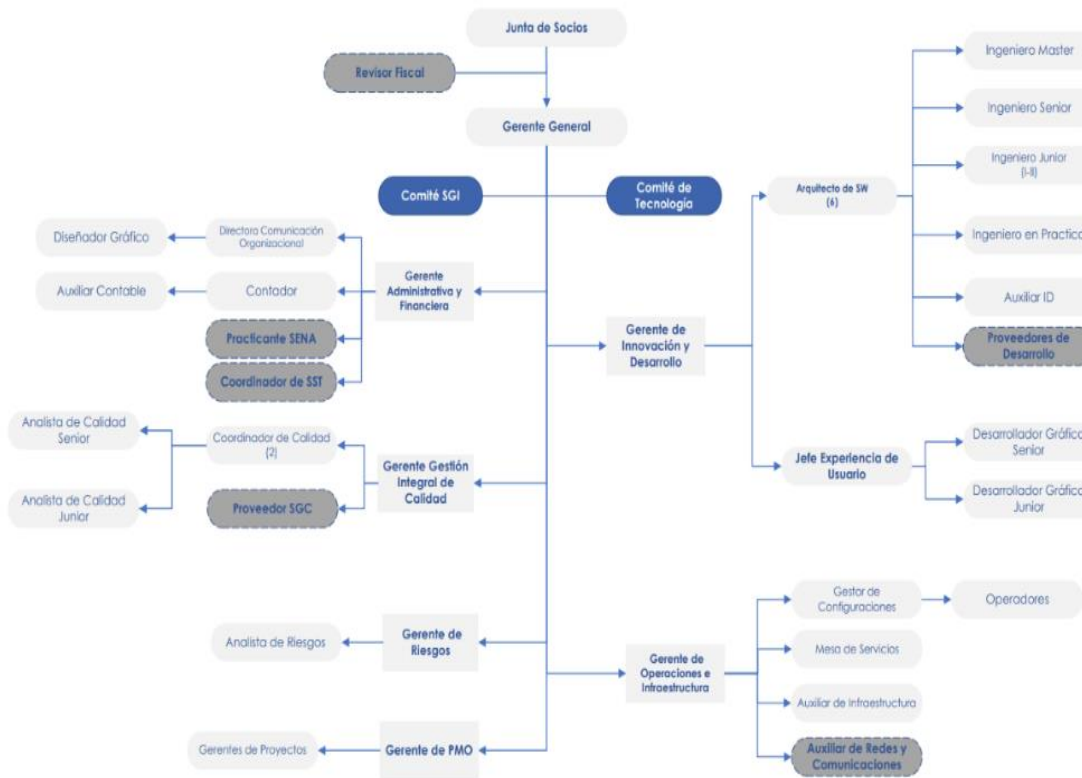 Junta de Socios
Revisor Fiscal
Gerente General
Comité SGI
Comité de
Tecnología
Diseñador Gráfico
Directora Comunicación
Organizacional
Auxiliar Contable
Contador
Gerente
Administrativa y
Financiera
Practicante SENA
Coordinador de SST
Analista de Calidad
Senior
Coordinador de Calidad
(2)
Gerente Gestión
Integral de
Calidad
Analista de Calidad
Junior
Proveedor SGC
Analista de Riesgos
Gerente de
Riesgos
Gerentes de Proyectos
Gerente de PMO
Gerente de
Innovación y
Desarrollo
Arquitecto de SW
(6)
Ingeniero Master
Ingeniero Senior
Ingeniero Junior
(I-II)
Ingeniero en Practica
Auxiliar ID
Proveedores de
Desarrollo
Jefe Experiencia de
Usuario
Desarrollador Gráfico
Senior
Desarrollador Gráfico
Junior
Gerente de
Operaciones e
Infraestructura
Gestor de
Configuraciones
Operadores
Mesa de Servicios
Auxiliar de Infraestructura
Auxiliar de Redes y
Comunicaciones